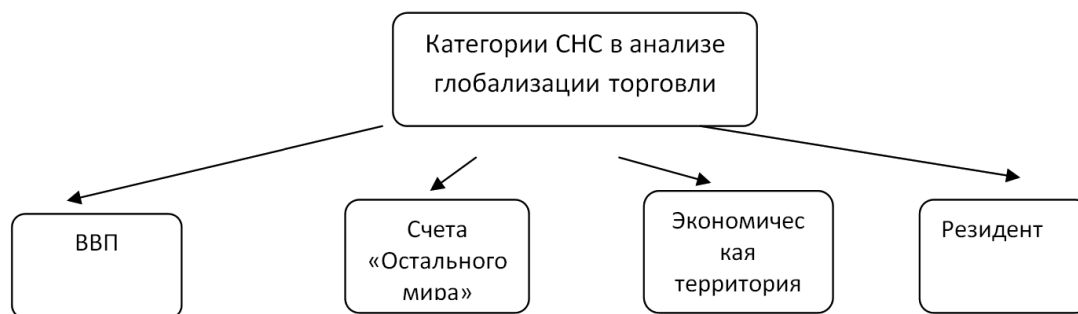 Категории СНС в анализе
глобализации торговли
ВВП
Счета
«Остального
мира»
Экономичес
кая
территория
Резидент